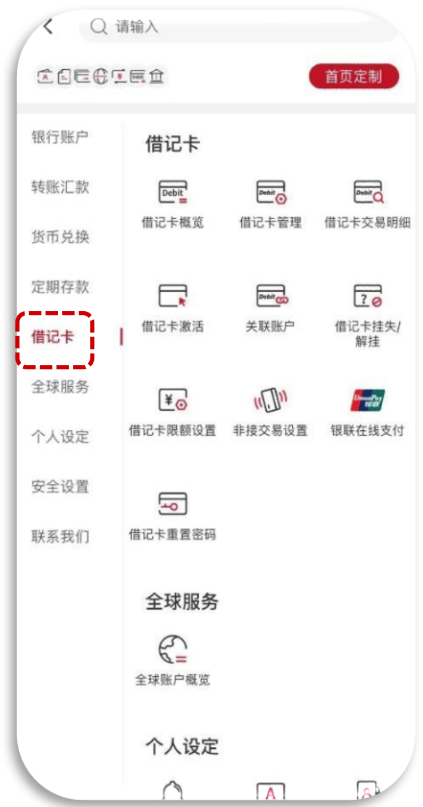 请输入
首页定制
银行账户
转账汇款
货币兑换
定期存款
借记卡
全球服务
个人设定
安全设置
联系我们
借记卡
Debit
Debit
Debit
借记卡概览
借记卡管理
借记卡交易明细
Debit
借记卡激活
关联账户
借记卡挂失/
解挂
UnionPay
银联
借记卡限额设置
非接交易设置
银联在线支付
借记卡重置密码
全球服务
全球账户概览
个人设定